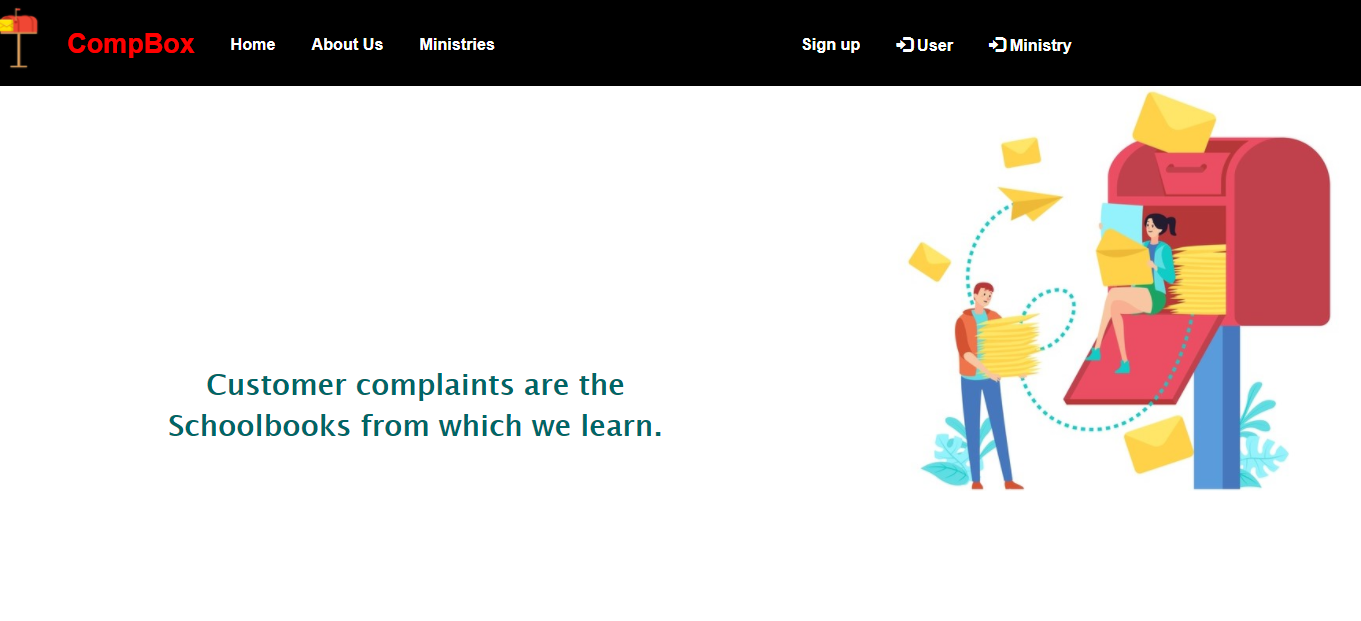 CompBox Home About Us Ministries Sign up User Ministry
Customer complaints are the
Schoolbooks from which we learn.